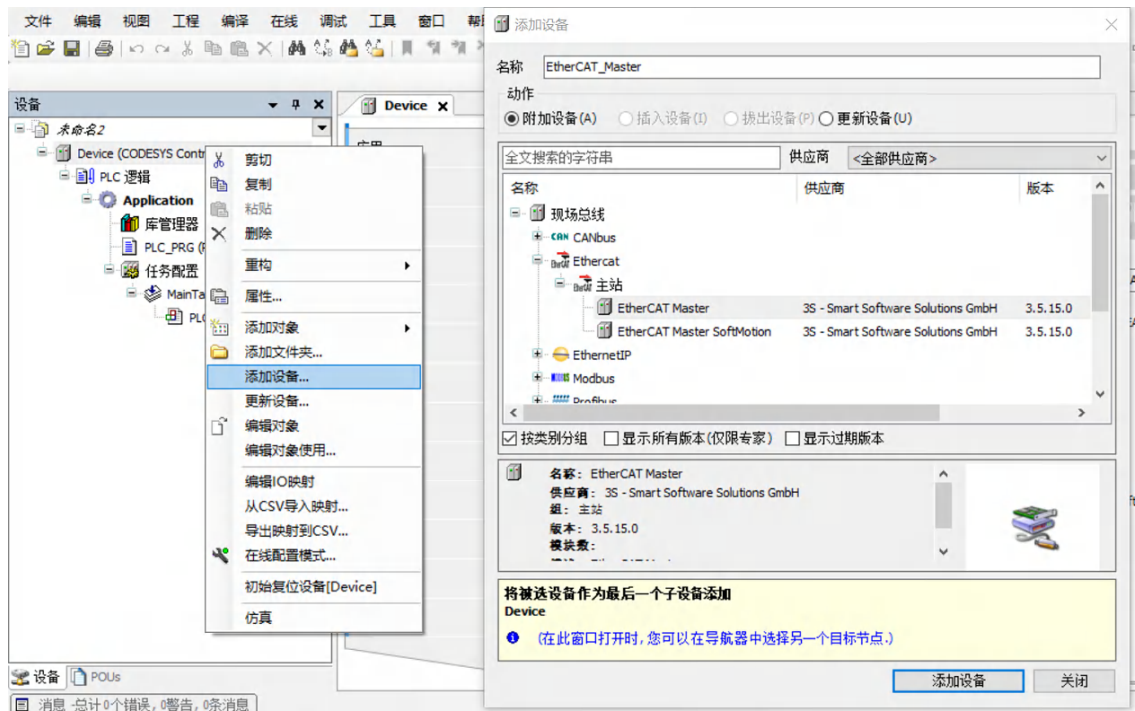 文件 编辑 视图 工程 编译 在线 调试 工具 窗口
设备
未命名2
Device (CODESYS Contr
PLC 逻辑
Application
库管理器
PLC_PRG (
任务配置
MainTa
PLC
设备 POUs
消息 -总计0个错误, 0警告, 0条消息
Device
剪切
复制
粘贴
删除
重构
属性...
添加对象
添加文件夹...
添加设备...
更新设备...
编辑对象
编辑对象使用...
编辑IO映射
从CSV导入映射...
导出映射到CSV...
在线配置模式...
初始复位设备[Device]
仿真
添加设备
名称 EtherCAT_Master
动作
附加设备(A) 插入设备(I) 拔出设备(P) 更新设备(U)
全文搜索的字符串 供应商 <全部供应商>
名称 供应商 版本
现场总线
CAN CANbus
EtherCAT Ethercat
EtherCAT 主站
EtherCAT Master 3S - Smart Software Solutions GmbH 3.5.15.0
EtherCAT Master SoftMotion 3S - Smart Software Solutions GmbH 3.5.15.0
EthernetIP
Modbus
Profibus
按类别分组 显示所有版本(仅限专家) 显示过期版本
名称: EtherCAT Master
供应商: 3S - Smart Software Solutions GmbH
组: 主站
版本: 3.5.15.0
模块数:
将被选设备作为最后一个子设备添加
Device
(在此窗口打开时, 您可以在导航器中选择另一个目标节点.)
添加设备 关闭